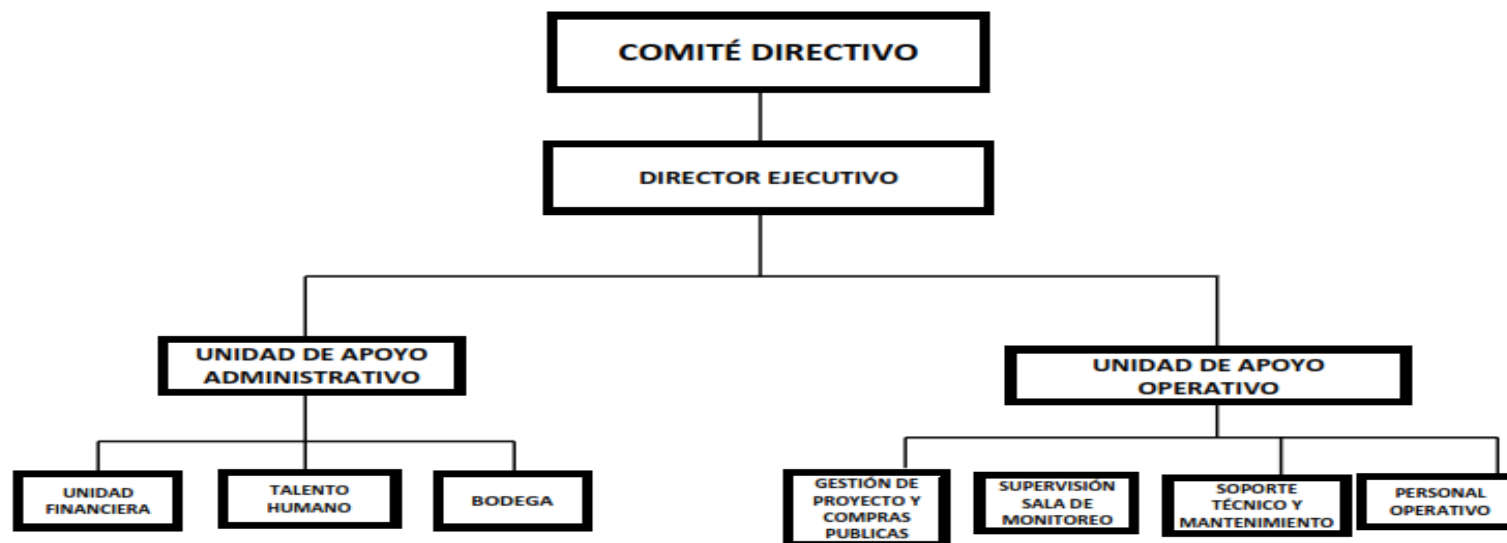 COMITÉ DIRECTIVO
DIRECTOR EJECUTIVO
UNIDAD DE APOYO
ADMINISTRATIVO
UNIDAD DE APOYO
OPERATIVO
UNIDAD
FINANCIERA
TALENTO
HUMANO
BODEGA
GESTIÓN DE
PROYECTO Y
COMPRAS
PUBLICAS
SUPERVISIÓN
SALA DE
MONITOREO
SOPORTE
TÉCNICO Y
MANTENIMIENTO
PERSONAL
OPERATIVO